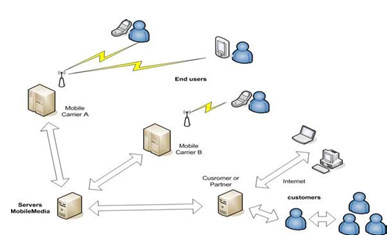 End users
Mobile
Carrier A
Mobile
Carrier B
Cusromer or
Partner
Internet
Servers
MobileMedia
customers